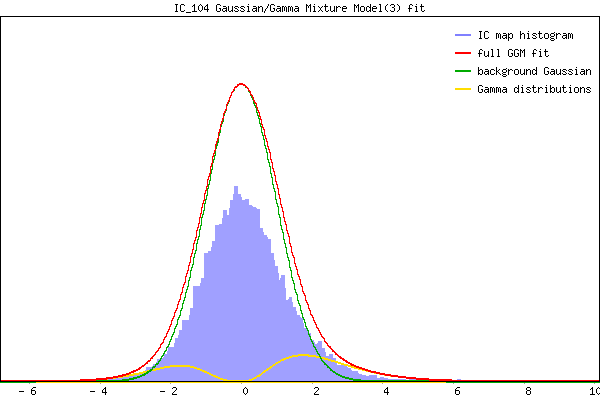 IC_104 Gaussian/Gamma Mixture Model(3) fit
IC map histogram
full GGM fit
background Gaussian
Gamma distributions
-6 -4 -2 0 2 4 6 8 10